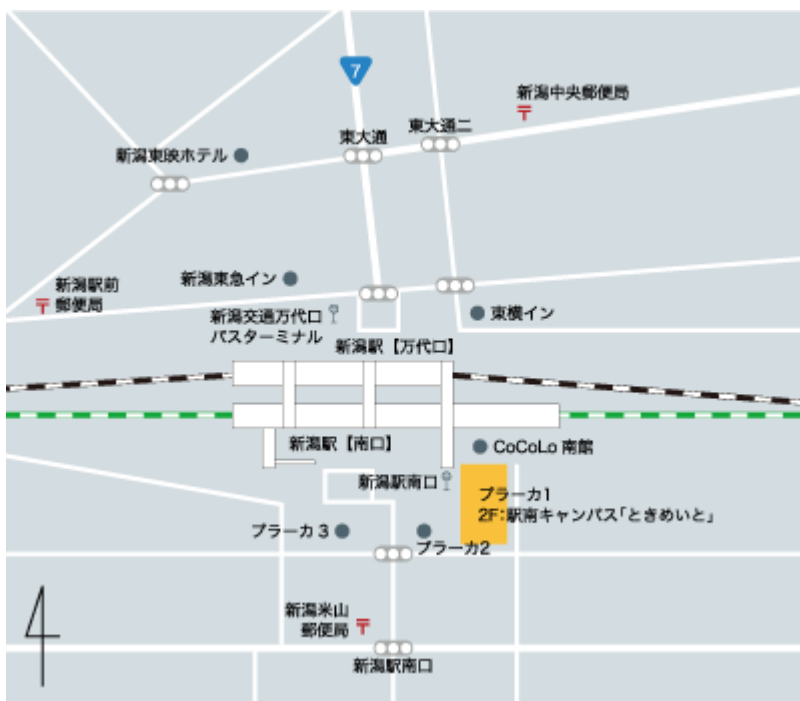 7
新潟中央郵便局
東大通二
東大通
新潟東映ホテル
新潟東急イン
新潟駅前
郵便局
新潟交通万代口
バスターミナル
東横イン
新潟駅【万代口】
新潟駅【南口】
CoCoLo 南館
新潟駅南口
プラーカ1
2F:駅南キャンパス「ときめいと」
プラーカ3
プラーカ2
新潟米山
郵便局
新潟駅南口